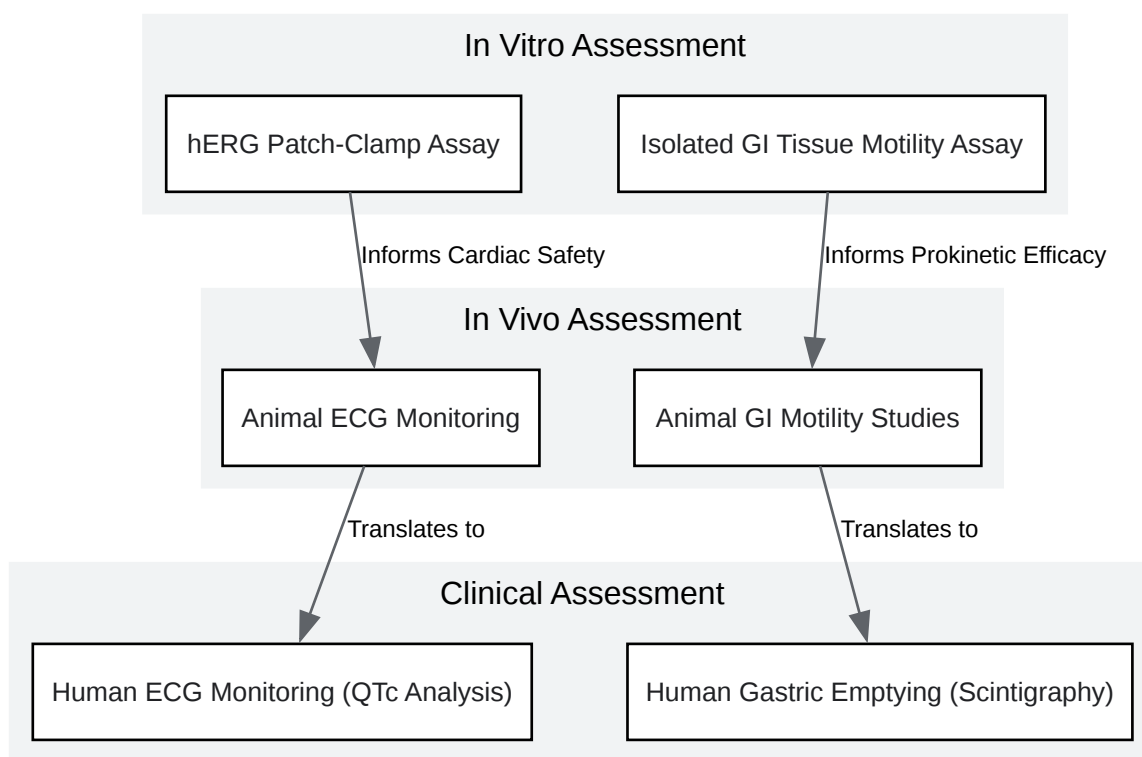 In Vitro Assessment
hERG Patch-Clamp Assay
Isolated GI Tissue Motility Assay
Informs Cardiac Safety
Informs Prokinetic Efficacy
In Vivo Assessment
Animal ECG Monitoring
Animal GI Motility Studies
Translates to
Translates to
Clinical Assessment
Human ECG Monitoring (QTc Analysis)
Human Gastric Emptying (Scintigraphy)